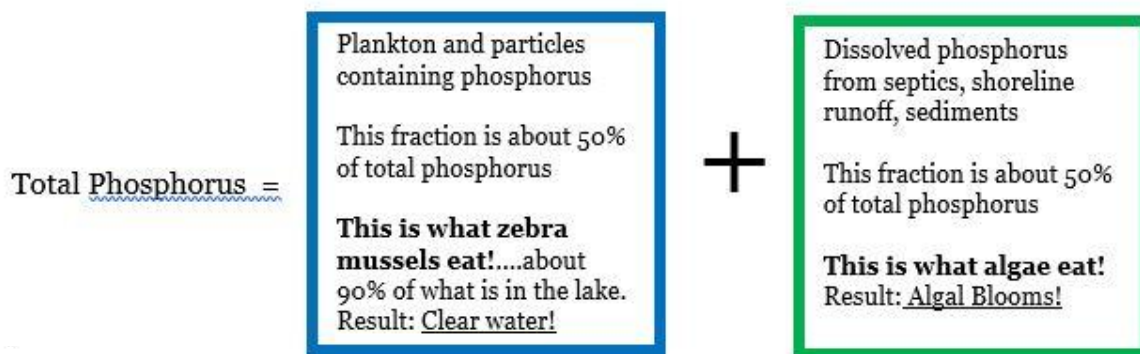 Total Phosphorus =
Plankton and particles
containing phosphorus
This fraction is about 50%
of total phosphorus
This is what zebra
mussels eat!....about
90% of what is in the lake.
Result: Clear water!
+
Dissolved phosphorus
from septics, shoreline
runoff, sediments
This fraction is about 50%
of total phosphorus
This is what algae eat!
Result: Algal Blooms!